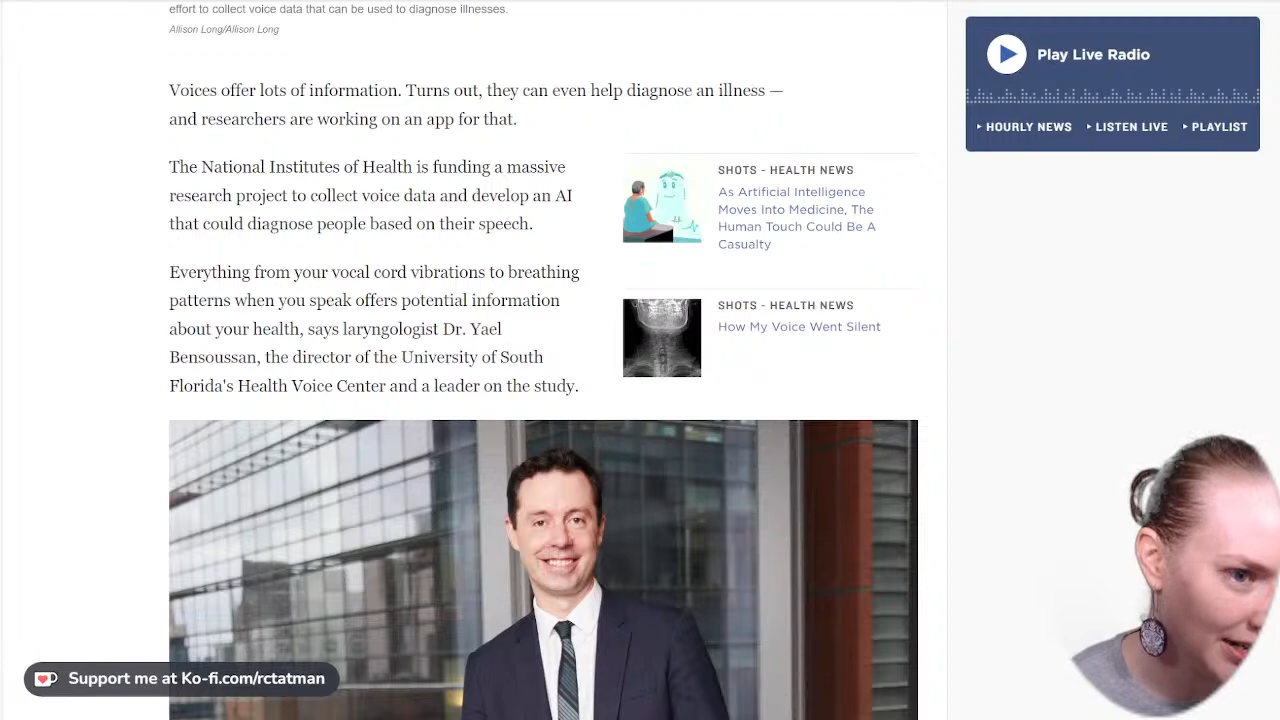 effort to collect voice data that can be used to diagnose illnesses.
Allison Long/Allison Long
Voices offer lots of information. Turns out, they can even help diagnose an illness —
and researchers are working on an app for that.
The National Institutes of Health is funding a massive
research project to collect voice data and develop an AI
that could diagnose people based on their speech.
Everything from your vocal cord vibrations to breathing
patterns when you speak offers potential information
about your health, says laryngologist Dr. Yael
Bensoussan, the director of the University of South
Florida's Health Voice Center and a leader on the study.
SHOTS - HEALTH NEWS
As Artificial Intelligence
Moves Into Medicine, The
Human Touch Could Be A
Casualty
SHOTS - HEALTH NEWS
How My Voice Went Silent
Play Live Radio
HOURLY NEWS
LISTEN LIVE
PLAYLIST
Support me at Ko-fi.com/rctatman